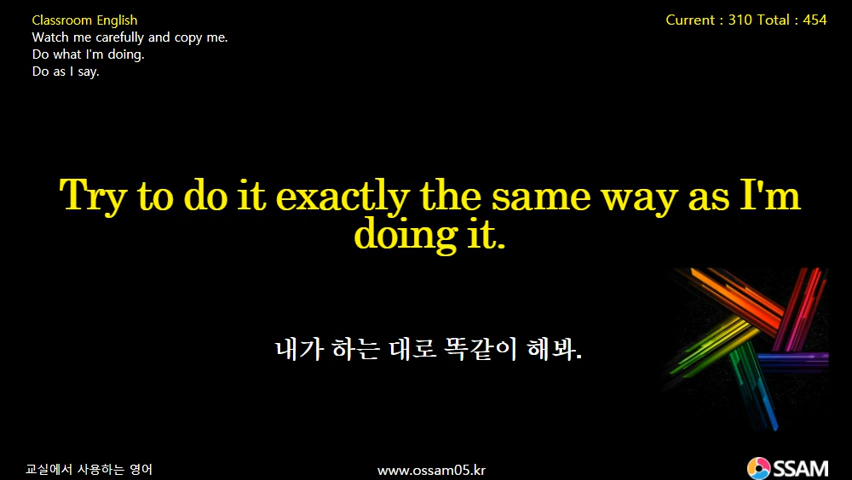 Classroom English
Current : 310 Total : 454
Watch me carefully and copy me.
Do what I'm doing.
Do as I say.
Try to do it exactly the same way as I'm
doing it.
내가 하는 대로 똑같이 해봐.
교실에서 사용하는 영어
www.ossam05.kr
OSSAM